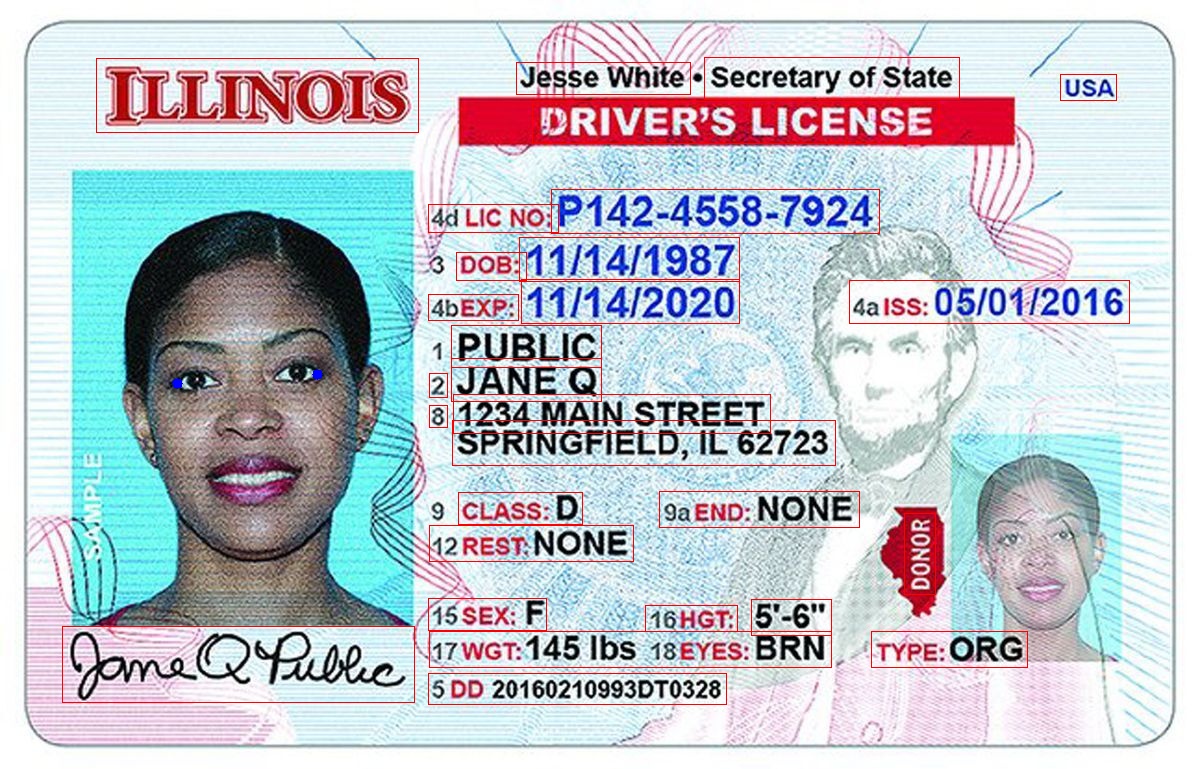 ILLINOIS
Jesse White • Secretary of State
USA
DRIVER'S LICENSE
4d LIC NO: P142-4558-7924
3 DOB: 11/14/1987
4b EXP: 11/14/2020
4a ISS: 05/01/2016
1 PUBLIC
2 JANE Q
8 1234 MAIN STREET
SPRINGFIELD, IL 62723
9 CLASS: D
9a END: NONE
12 REST: NONE
DONOR
SAMPLE
15 SEX: F
16 HGT: 5'-6"
17 WGT: 145 lbs
18 EYES: BRN
TYPE: ORG
Jane Q Public
5 DD 20160210993DT0328